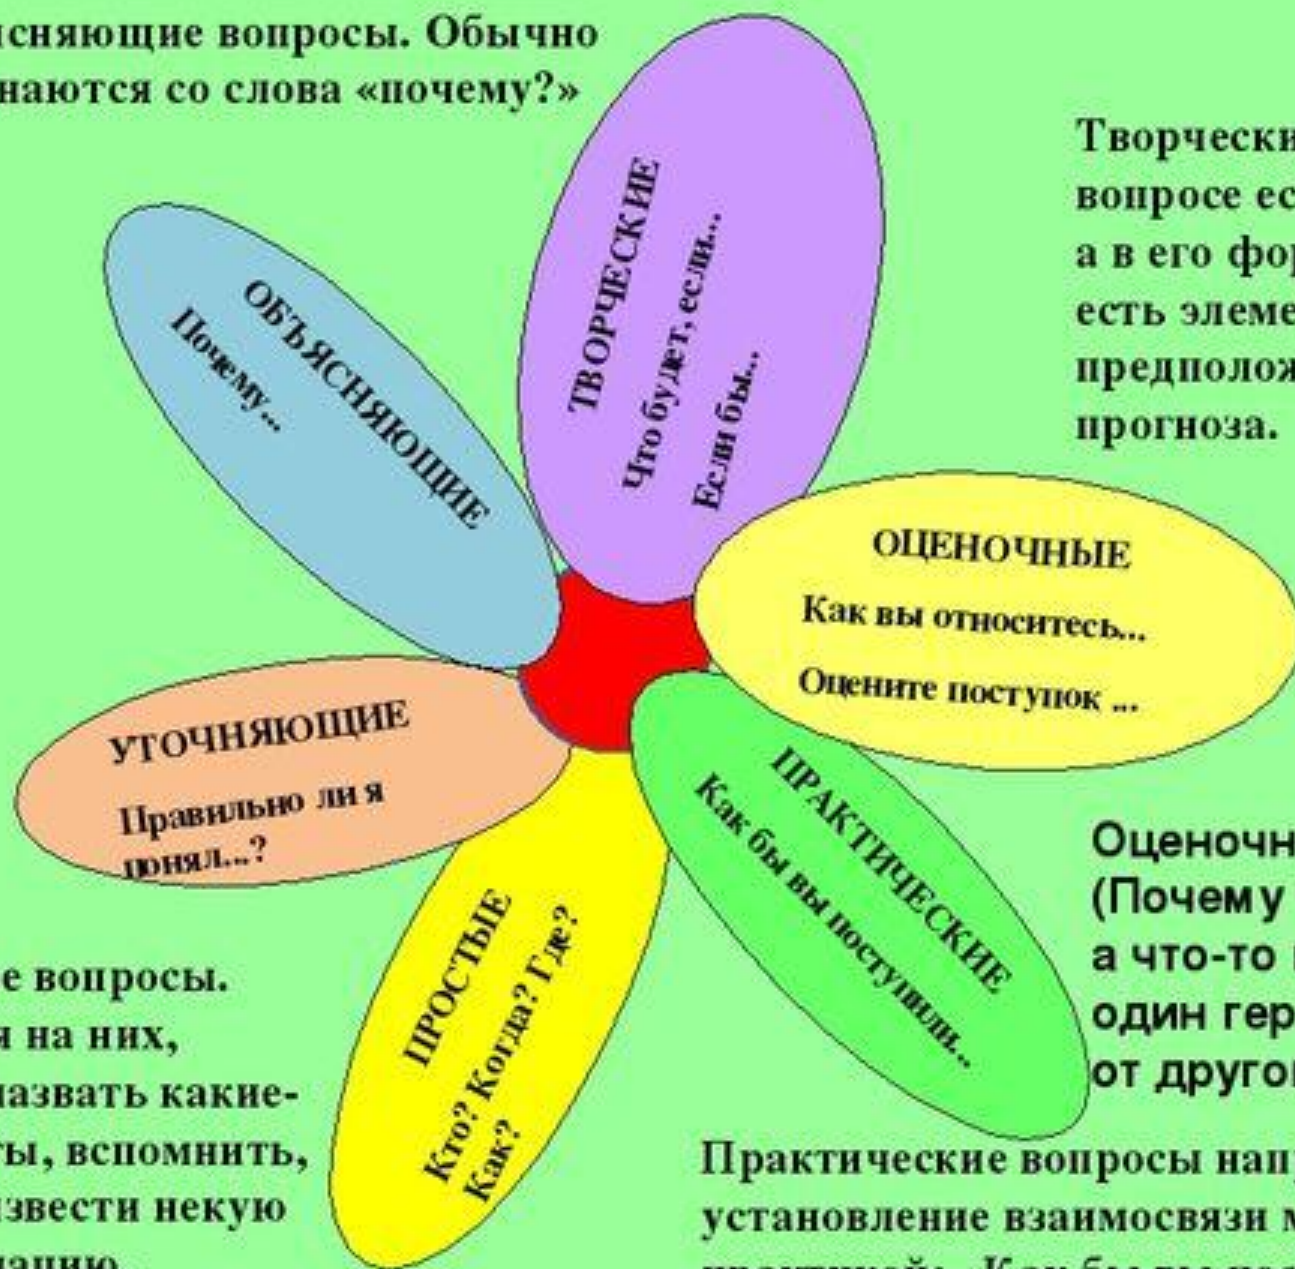 сняющие вопросы. Обычно
наются со слова «почему?»
Творчески
вопросе ес
а в его фор
есть элеме
предполож
прогноза.
ОБЪЯСНЯЮЩИЕ
Почему...
ТВОРЧЕСКИЕ
Что будет, если...
Если бы...
ОЦЕНОЧНЫЕ
Как вы относитесь...
Оцените поступок ...
УТОЧНЯЮЩИЕ
Правильно ли я
понял...?
ПРОСТЫЕ
Кто? Когда? Где?
Как?
ПРАКТИЧЕСКИЕ
Как бы вы поступили...
Оценочн
(Почему
а что-то
один гер
от друго
е вопросы.
я на них,
назвать какие-
ты, вспомнить,
извести некую
мацию
Практические вопросы нап
установление взаимосвязи м